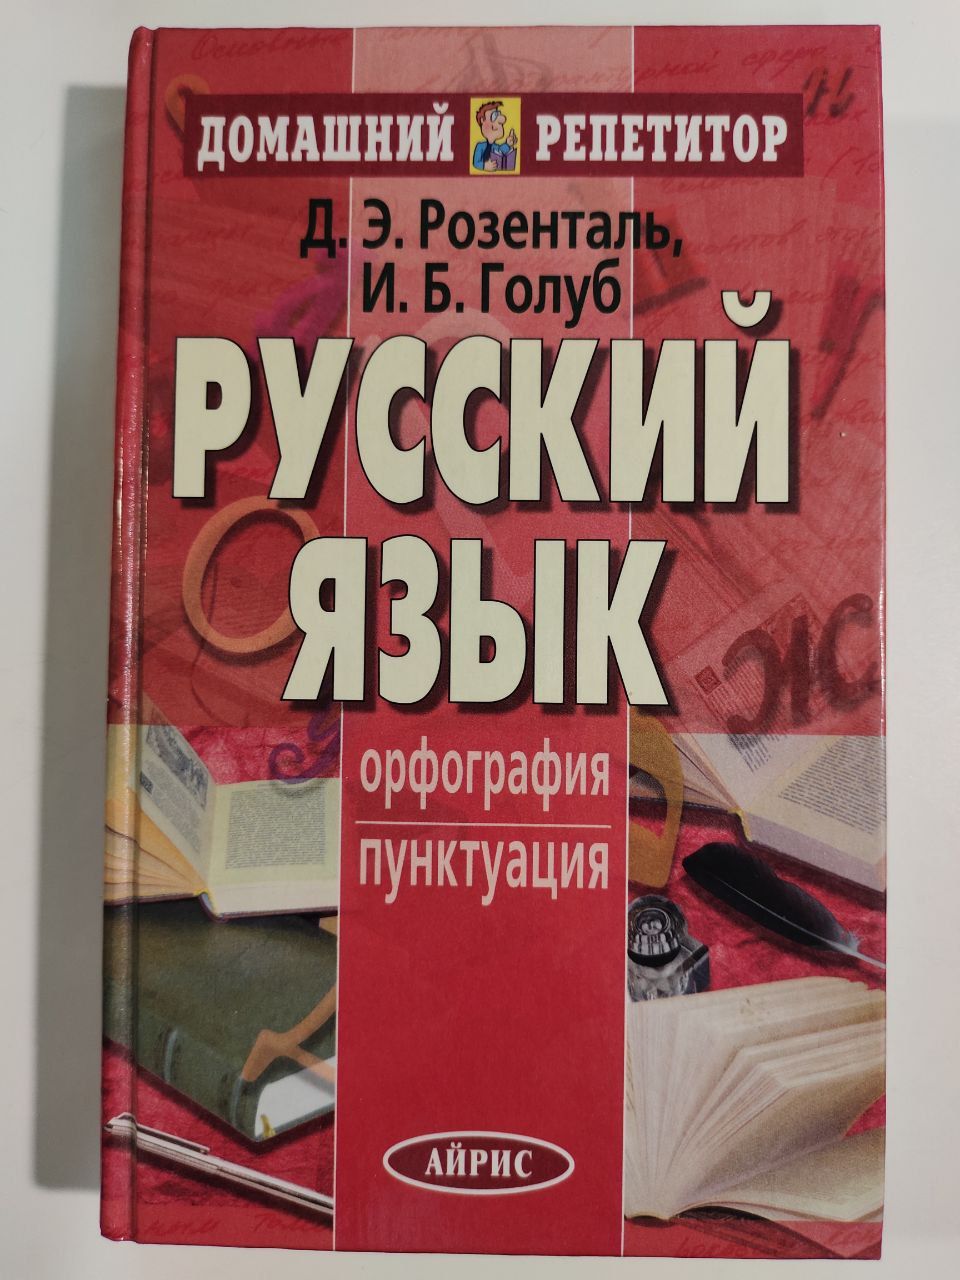 ДОМАШНИЙ РЕПЕТИТОР
Д. Э. Розенталь,
И. Б. Голуб
РУССКИЙ
ЯЗЫК
орфография
пунктуация
АЙРИС